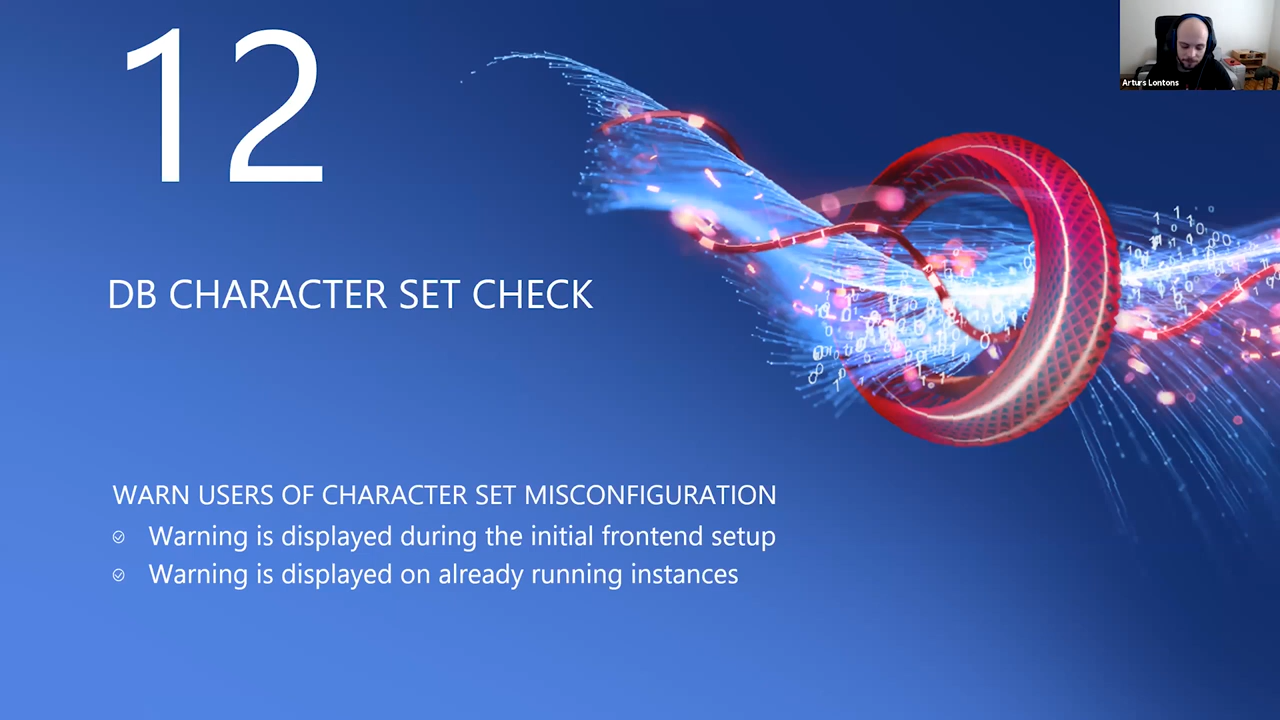 12
Arturs Lontons
DB CHARACTER SET CHECK
WARN USERS OF CHARACTER SET MISCONFIGURATION
Warning is displayed during the initial frontend setup
Warning is displayed on already running instances